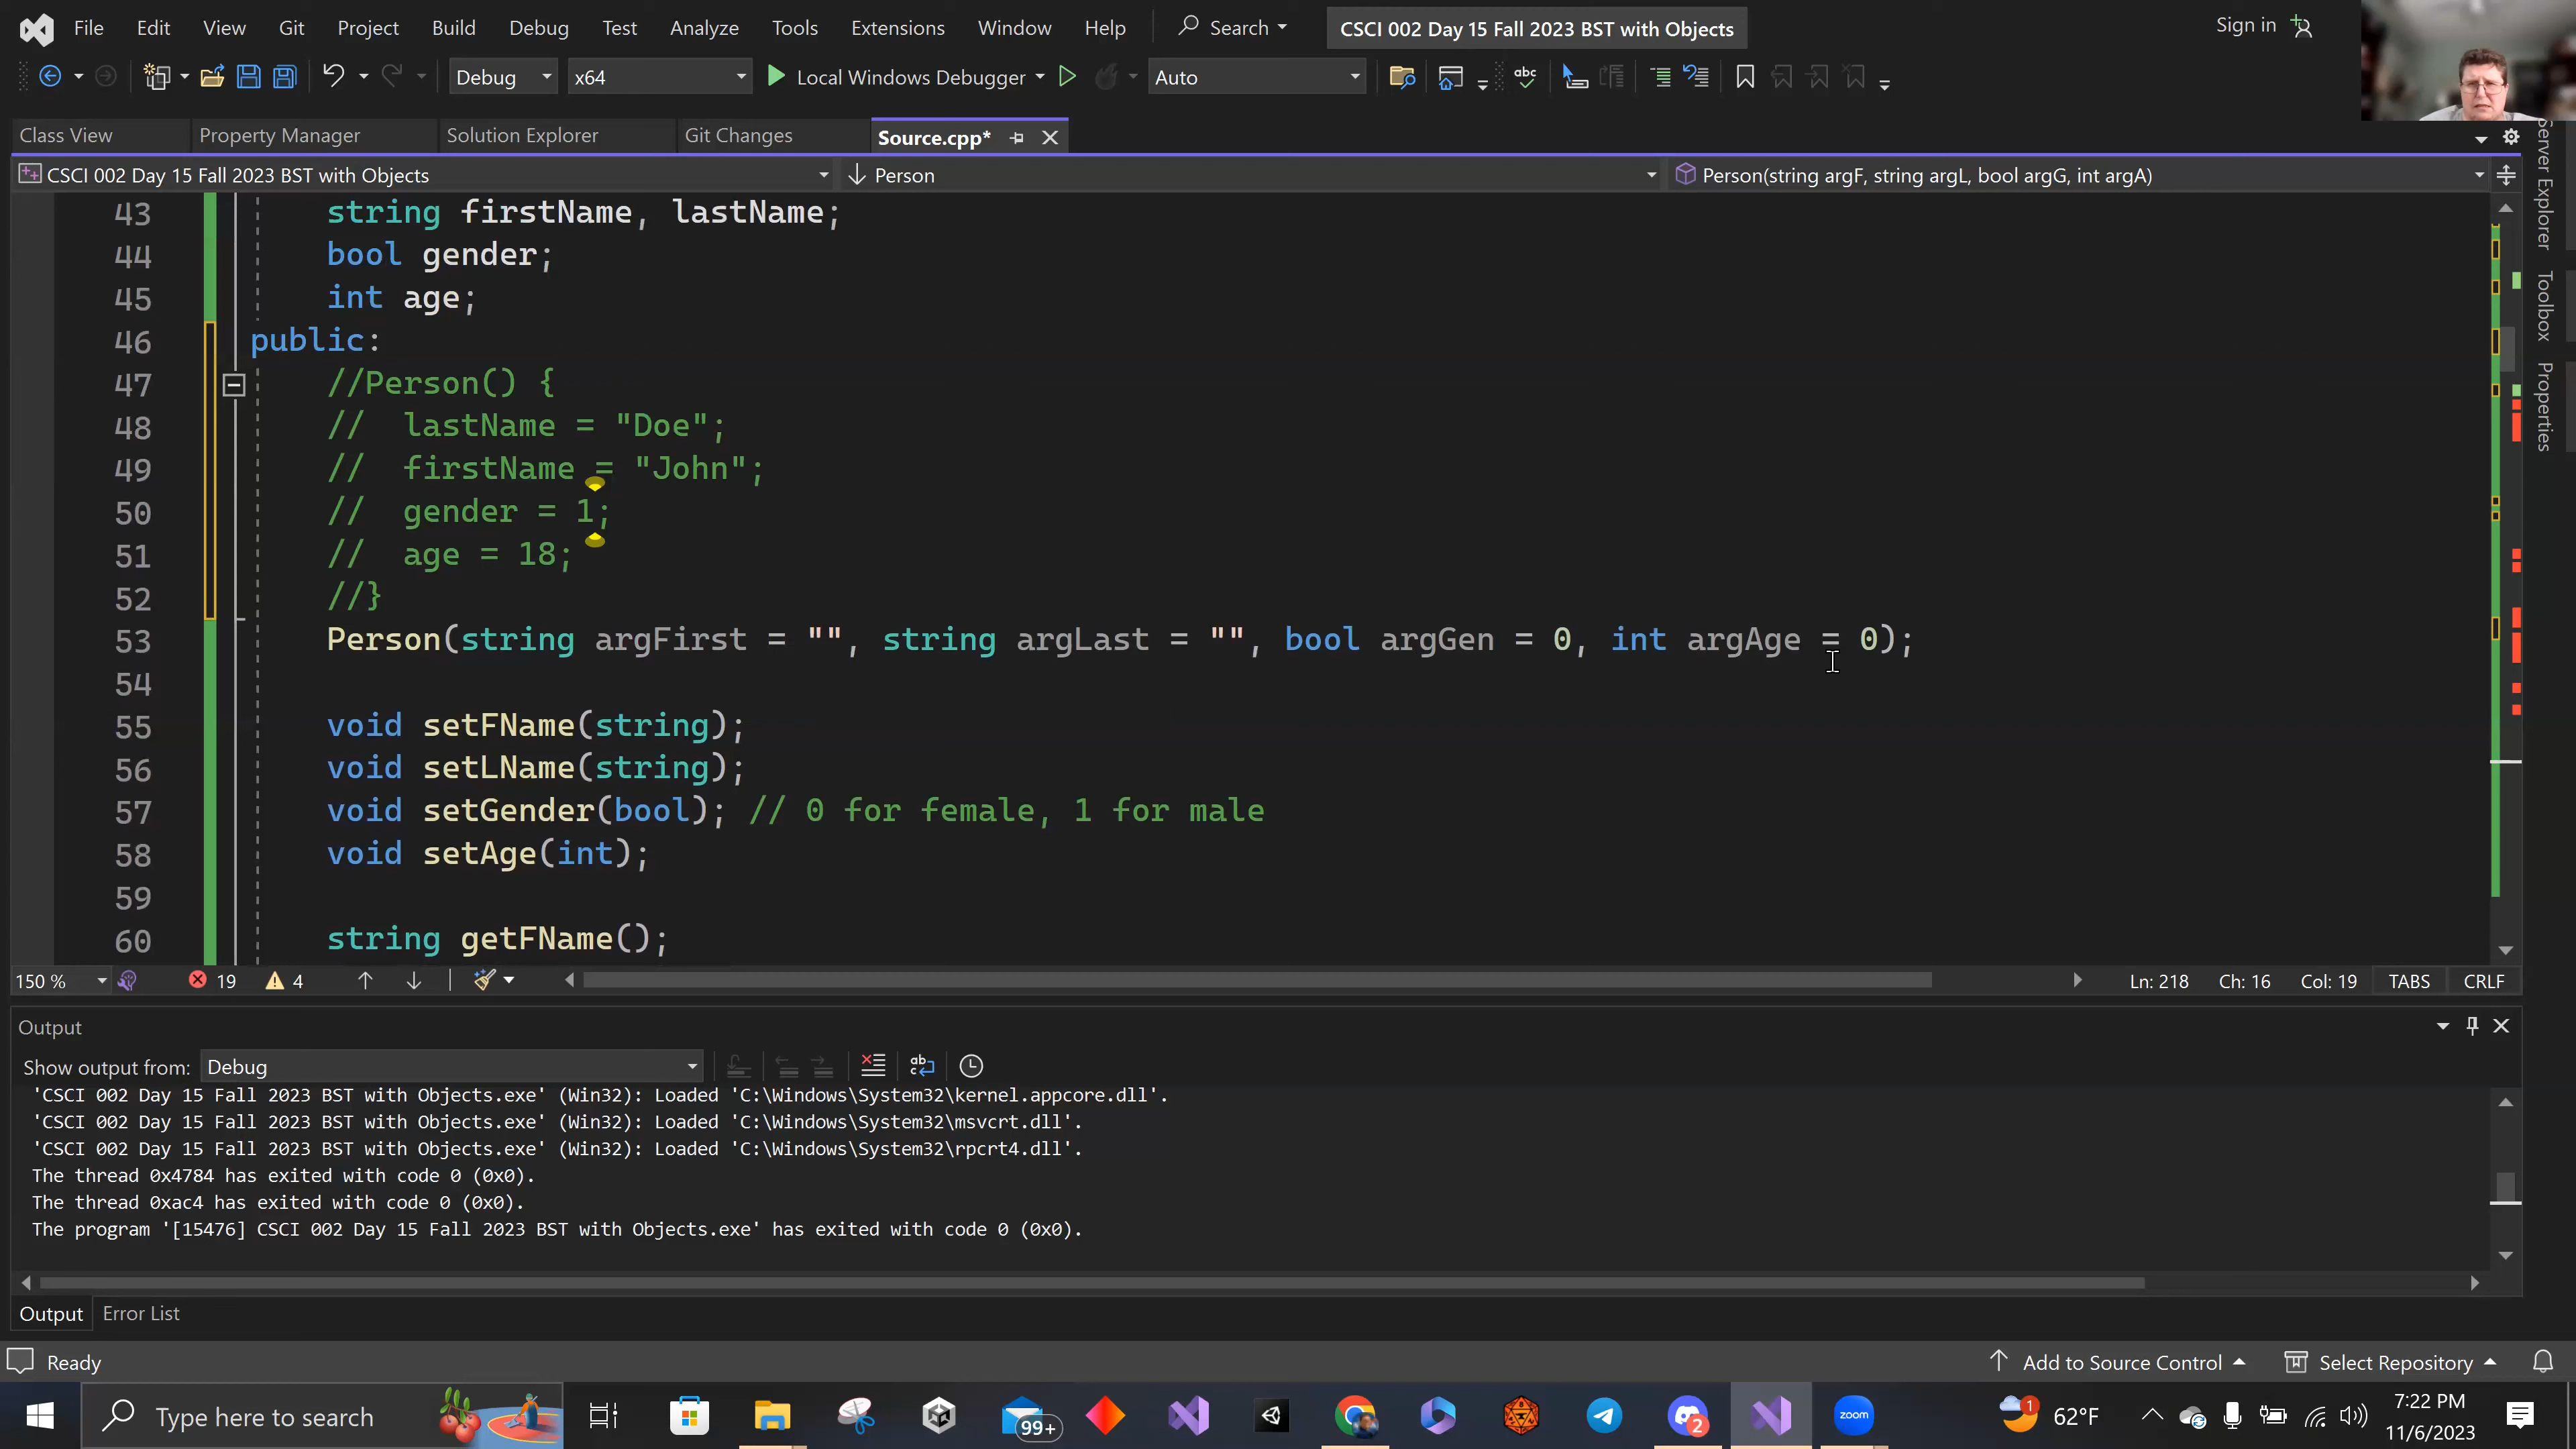 File Edit View Git Project Build Debug Test Analyze Tools Extensions Window Help Search CSCI 002 Day 15 Fall 2023 BST with Objects Sign in
Debug x64 Local Windows Debugger Auto abc
Class View Property Manager Solution Explorer Git Changes Source.cpp*
CSCI 002 Day 15 Fall 2023 BST with Objects Person Person(string argF, string argL, bool argG, int argA)
43 string firstName, lastName;
44 bool gender;
45 int age;
46 public:
47 //Person() {
48 // lastName = "Doe";
49 // firstName = "John";
50 // gender = 1;
51 // age = 18;
52 //}
53 Person(string argFirst = "", string argLast = "", bool argGen = 0, int argAge = 0);
54
55 void setFName(string);
56 void setLName(string);
57 void setGender(bool); // 0 for female, 1 for male
58 void setAge(int);
59
60 string getFName();
150 % 19 4 Ln: 218 Ch: 16 Col: 19 TABS CRLF
Server Explorer
Toolbox
Properties
Output
Show output from: Debug
'CSCI 002 Day 15 Fall 2023 BST with Objects.exe' (Win32): Loaded 'C:\Windows\System32\kernel.appcore.dll'.
'CSCI 002 Day 15 Fall 2023 BST with Objects.exe' (Win32): Loaded 'C:\Windows\System32\msvcrt.dll'.
'CSCI 002 Day 15 Fall 2023 BST with Objects.exe' (Win32): Loaded 'C:\Windows\System32\rpcrt4.dll'.
The thread 0x4784 has exited with code 0 (0x0).
The thread 0xac4 has exited with code 0 (0x0).
The program '[15476] CSCI 002 Day 15 Fall 2023 BST with Objects.exe' has exited with code 0 (0x0).
Output Error List
Ready Add to Source Control Select Repository
Type here to search 99+ 2 zoom 1 62°F 7:22 PM
11/6/2023